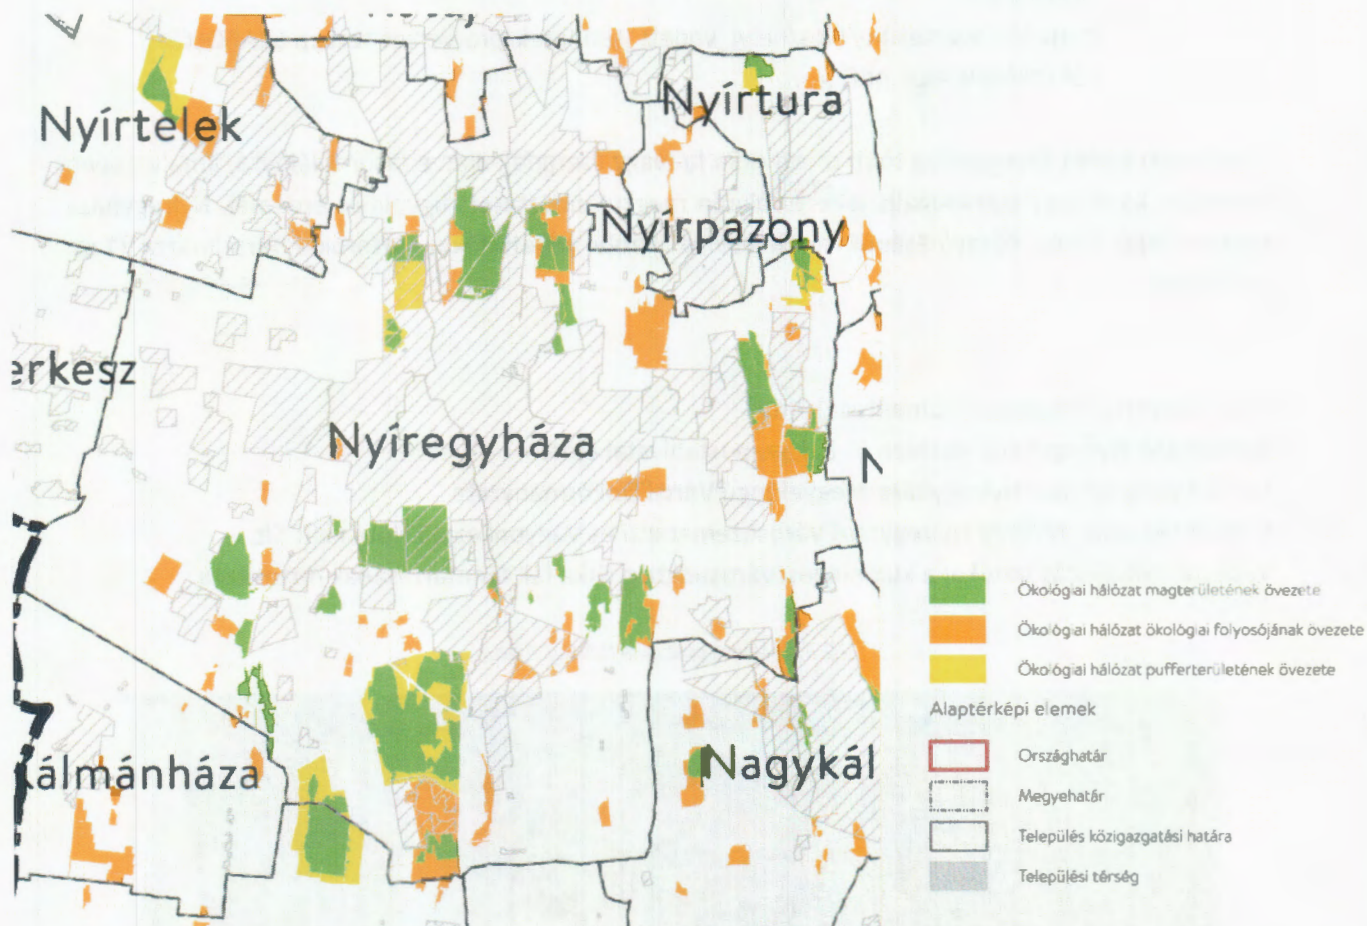 Nyírtelek
Nyírtura
Nyírpazony
erkesz
Nyíregyháza
N
Kálmánháza
Nagykál
Ökológiai hálózat magterületének övezete
Ökológiai hálózat ökológiai folyosójának övezete
Ökológiai hálózat pufferterületének övezete
Alaptérképi elemek
Országhatár
Megyehatár
Település közigazgatási határa
Települési térség